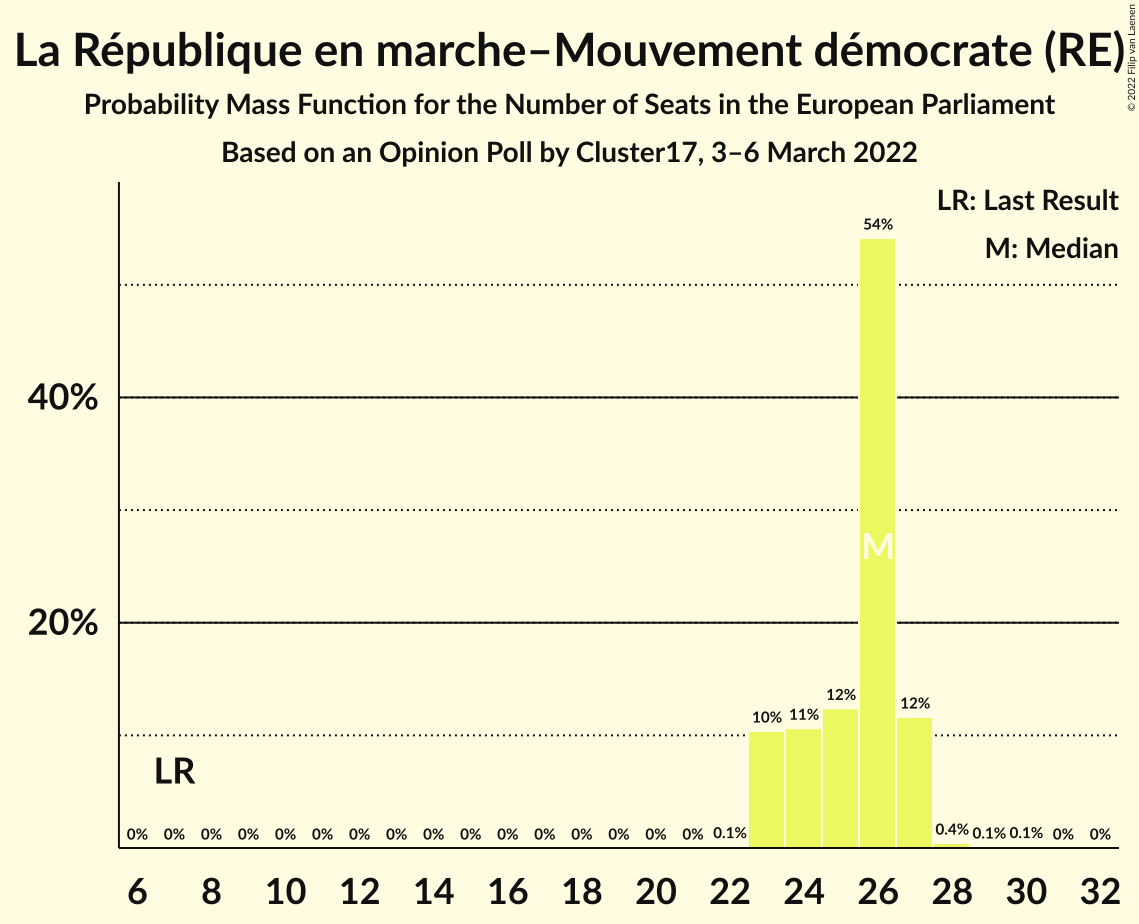 La République en marche–Mouvement démocrate (RE)
© 2022 Filip van Laenen
Probability Mass Function for the Number of Seats in the European Parliament
Based on an Opinion Poll by Cluster17, 3–6 March 2022
LR: Last Result
M: Median
54%
40%
M
20%
12%
12%
10%
11%
LR
0% 0% 0% 0% 0% 0% 0% 0% 0% 0% 0% 0% 0% 0% 0% 0% 0.1% 0.4% 0.1% 0.1% 0% 0%
6 8 10 12 14 16 18 20 22 24 26 28 30 32